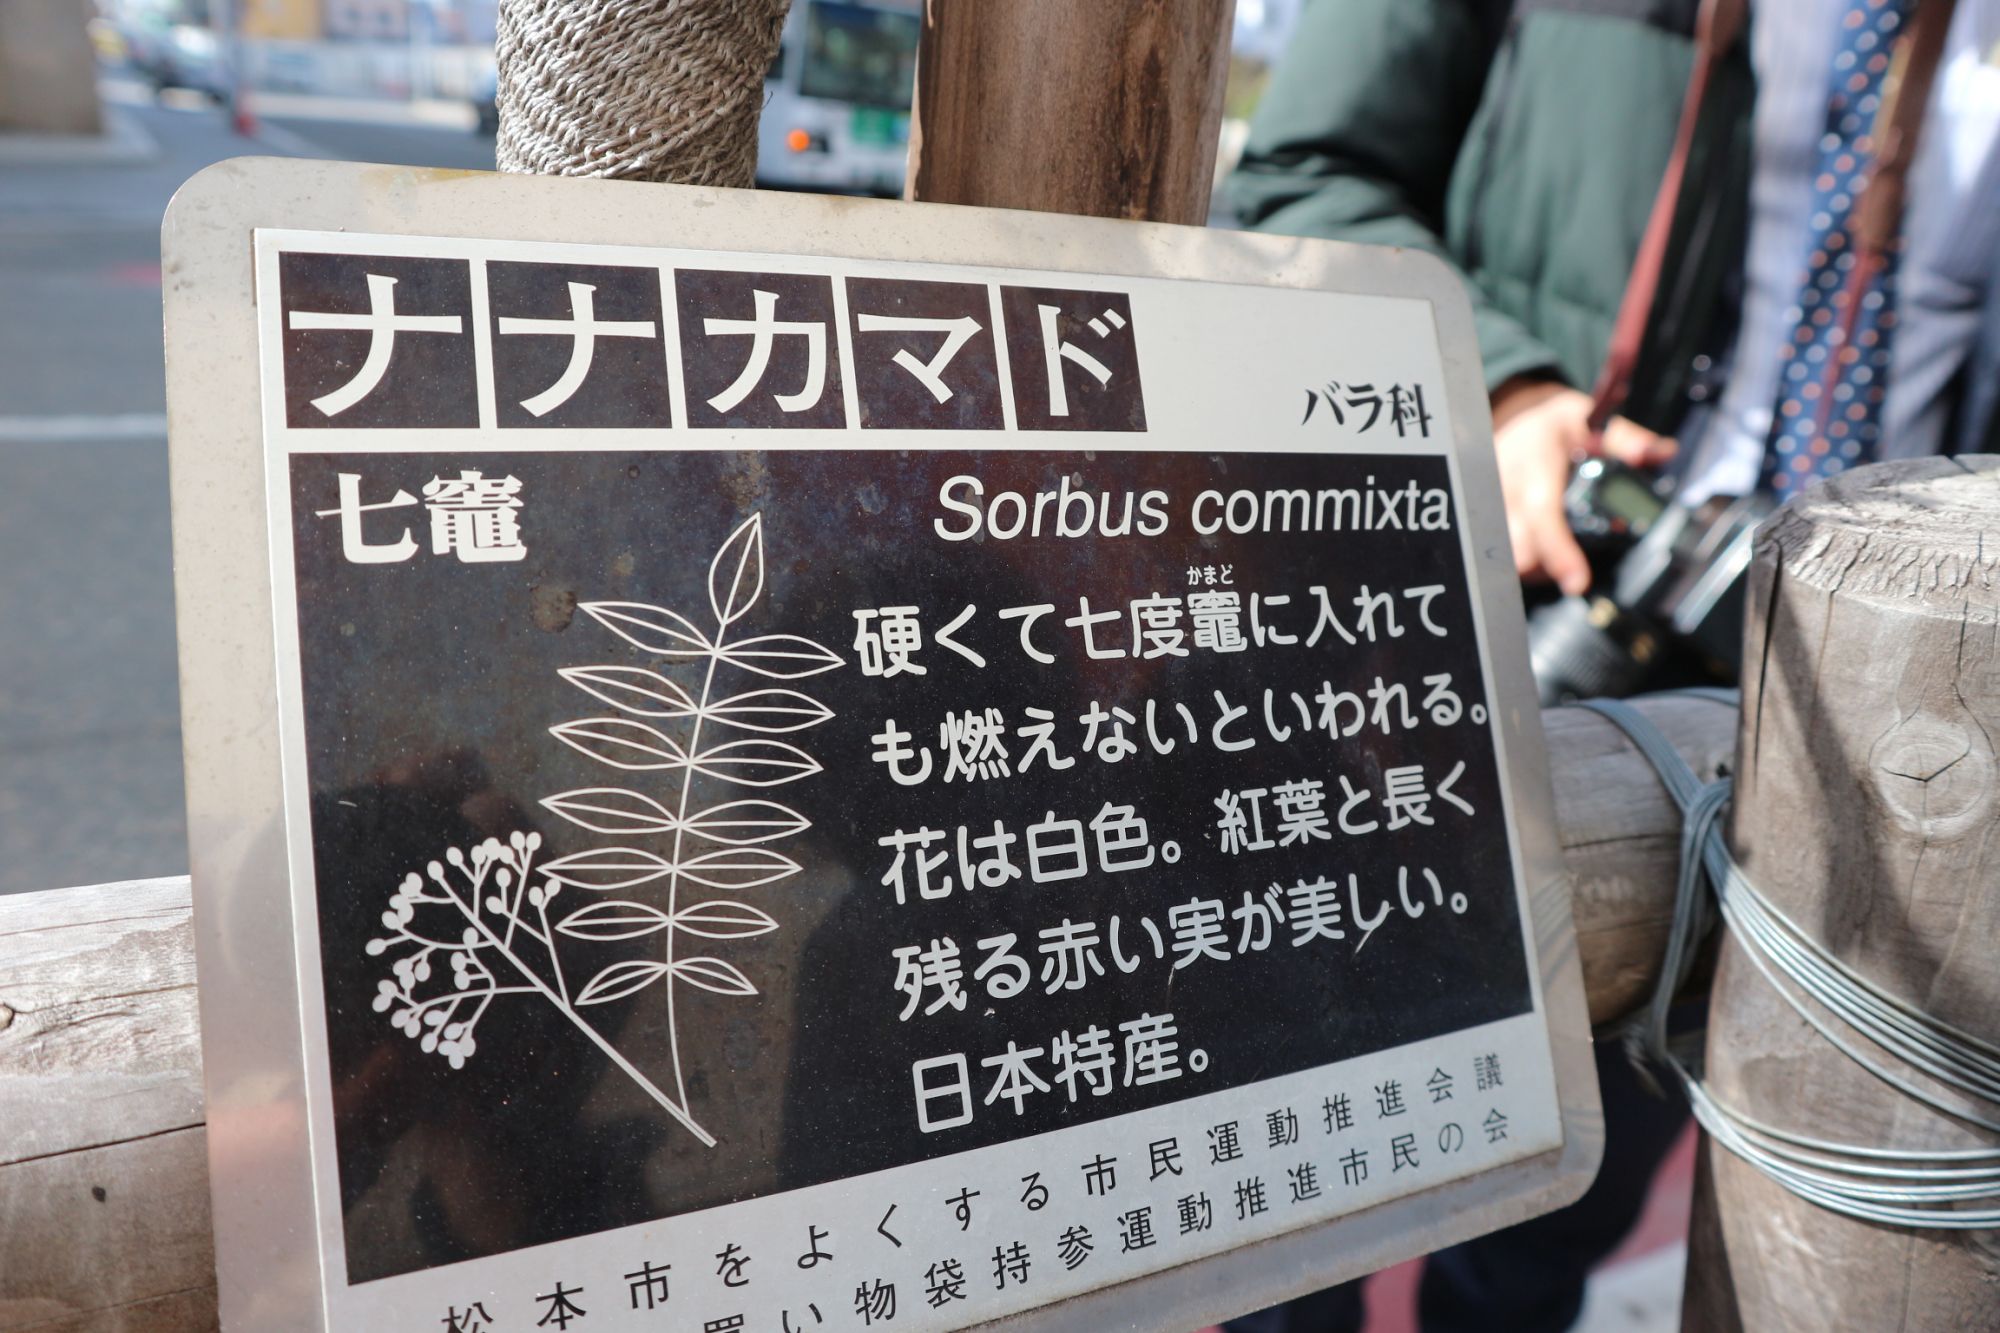 ナナカマド
バラ科
七竈
Sorbus commixta
かまど
硬くて七度竈に入れて
も燃えないといわれる。
花は白色。紅葉と長く
残る赤い実が美しい。
日本特産。
松本市をよくする市民運動推進会議
買い物袋持参運動推進市民の会